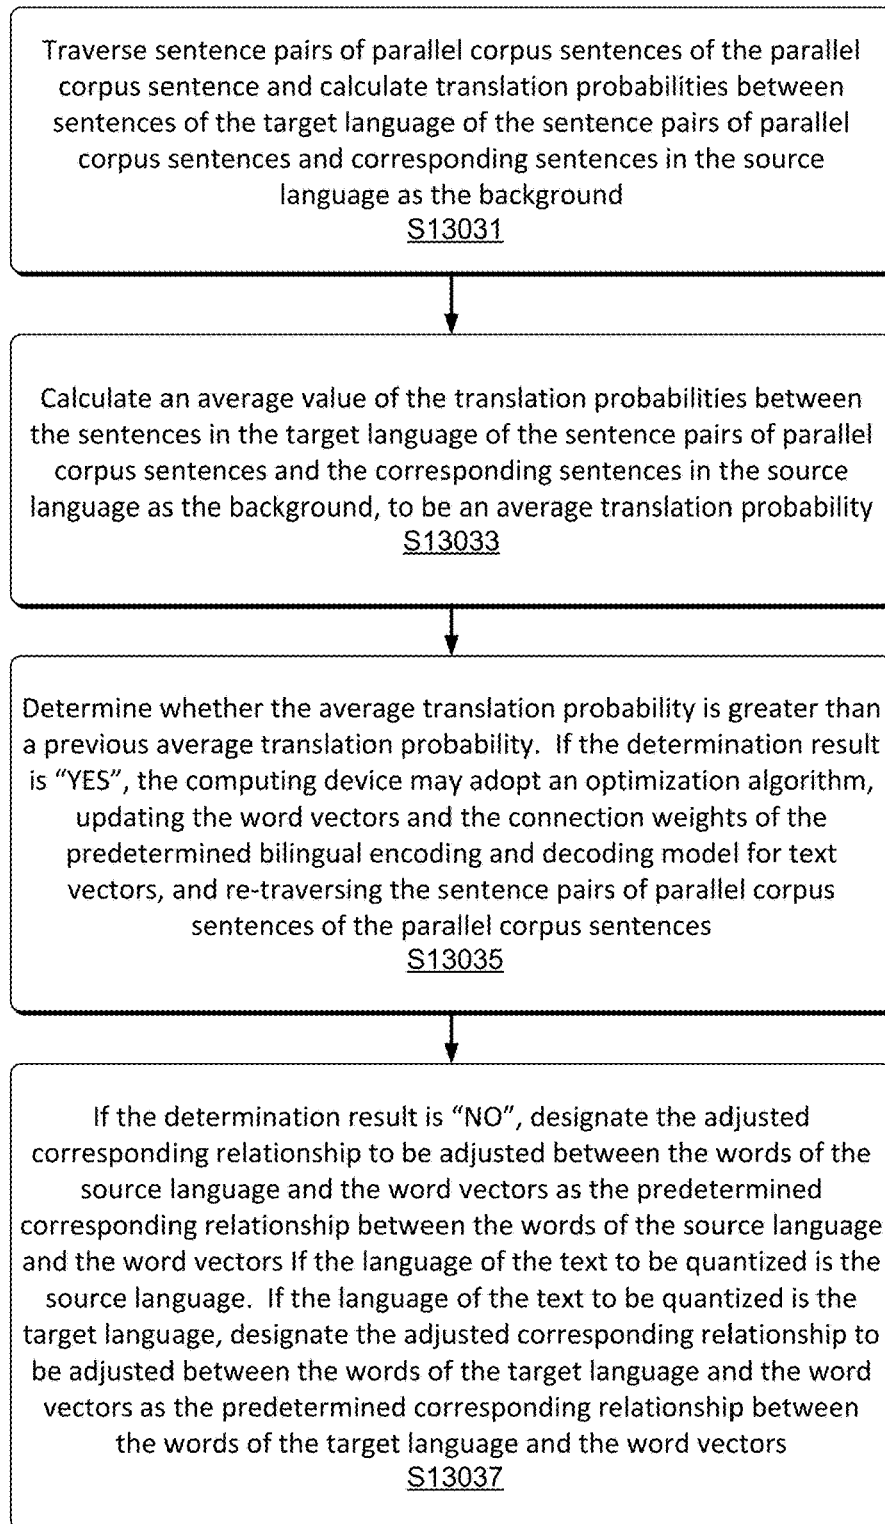 Traverse sentence pairs of parallel corpus sentences of the parallel
corpus sentence and calculate translation probabilities between
sentences of the target language of the sentence pairs of parallel
corpus sentences and corresponding sentences in the source
language as the background
S13031
Calculate an average value of the translation probabilities between
the sentences in the target language of the sentence pairs of parallel
corpus sentences and the corresponding sentences in the source
language as the background, to be an average translation probability
S13033
Determine whether the average translation probability is greater than
a previous average translation probability.  If the determination result
is “YES”, the computing device may adopt an optimization algorithm,
updating the word vectors and the connection weights of the
predetermined bilingual encoding and decoding model for text
vectors, and re-traversing the sentence pairs of parallel corpus
sentences of the parallel corpus sentences
S13035
If the determination result is “NO”, designate the adjusted
corresponding relationship to be adjusted between the words of the
source language and the word vectors as the predetermined
corresponding relationship between the words of the source language
and the word vectors If the language of the text to be quantized is the
source language.  If the language of the text to be quantized is the
target language, designate the adjusted corresponding relationship to
be adjusted between the words of the target language and the word
vectors as the predetermined corresponding relationship between
the words of the target language and the word vectors
S13037